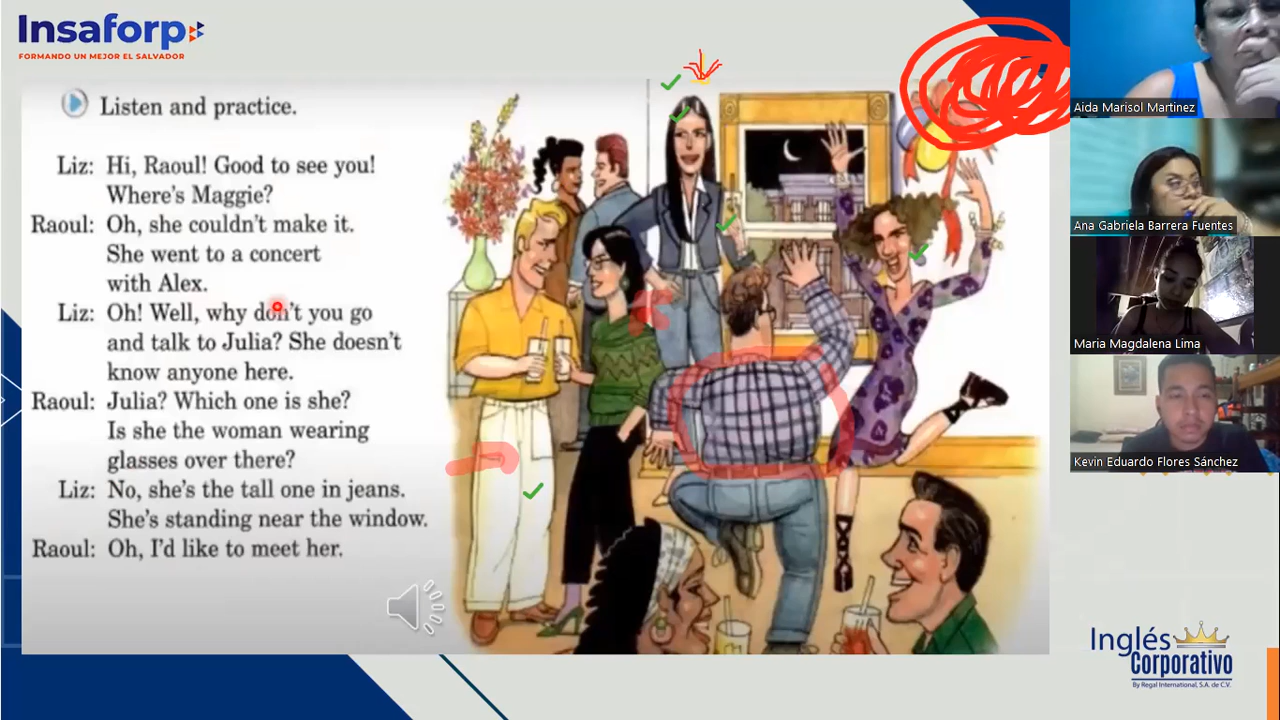 Insaforp
FORMANDO UN MEJOR EL SALVADOR
Listen and practice.
Liz: Hi, Raoul! Good to see you!
Where's Maggie?
Raoul: Oh, she couldn't make it.
She went to a concert
with Alex.
Liz: Oh! Well, why don't you go
and talk to Julia? She doesn't
know anyone here.
Raoul: Julia? Which one is she?
Is she the woman wearing
glasses over there?
Liz: No, she's the tall one in jeans.
She's standing near the window.
Raoul: Oh, I'd like to meet her.
Aida Marisol Martinez
Ana Gabriela Barrera Fuentes
Maria Magdalena Lima
Kevin Eduardo Flores Sánchez
Inglés
Corporativo
By Regal International, S.A. de C.V.